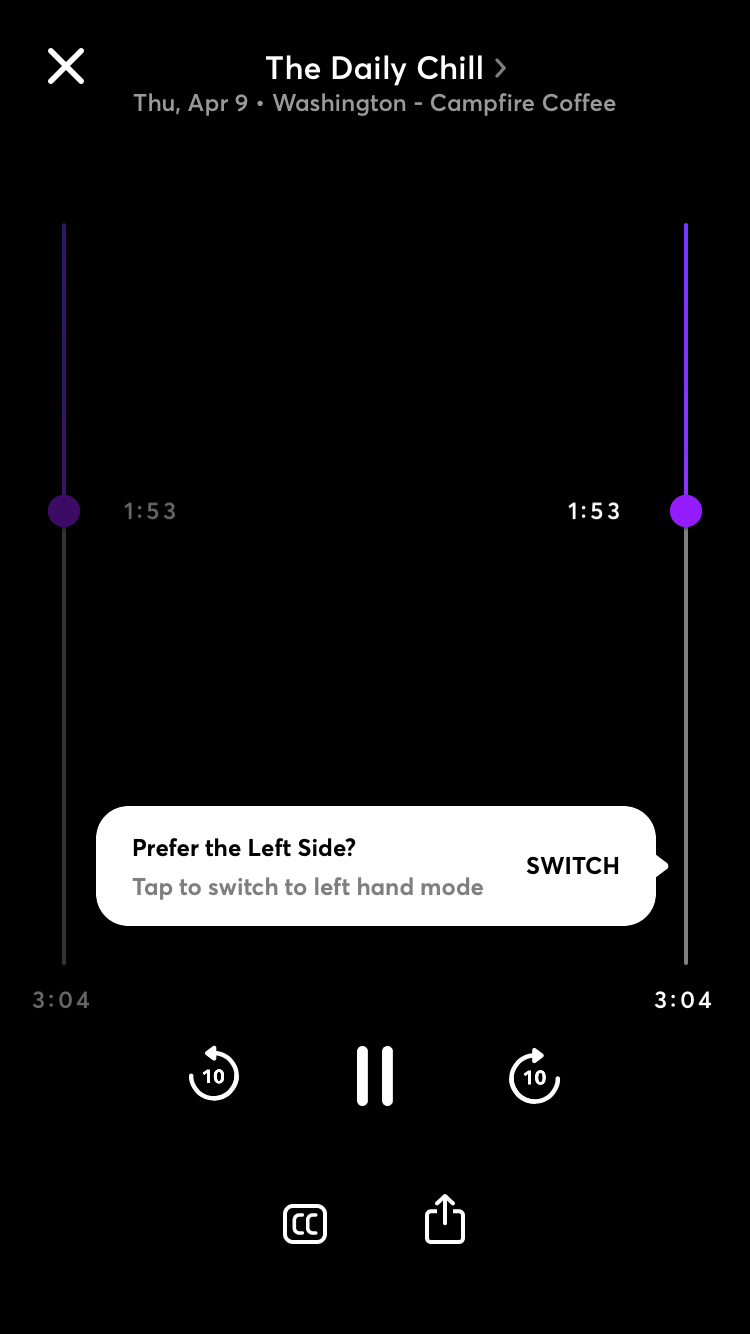 The Daily Chill
Thu, Apr 9 • Washington - Campfire Coffee
1:53
1:53
Prefer the Left Side?
Tap to switch to left hand mode
SWITCH
3:04
3:04
10
10
CC